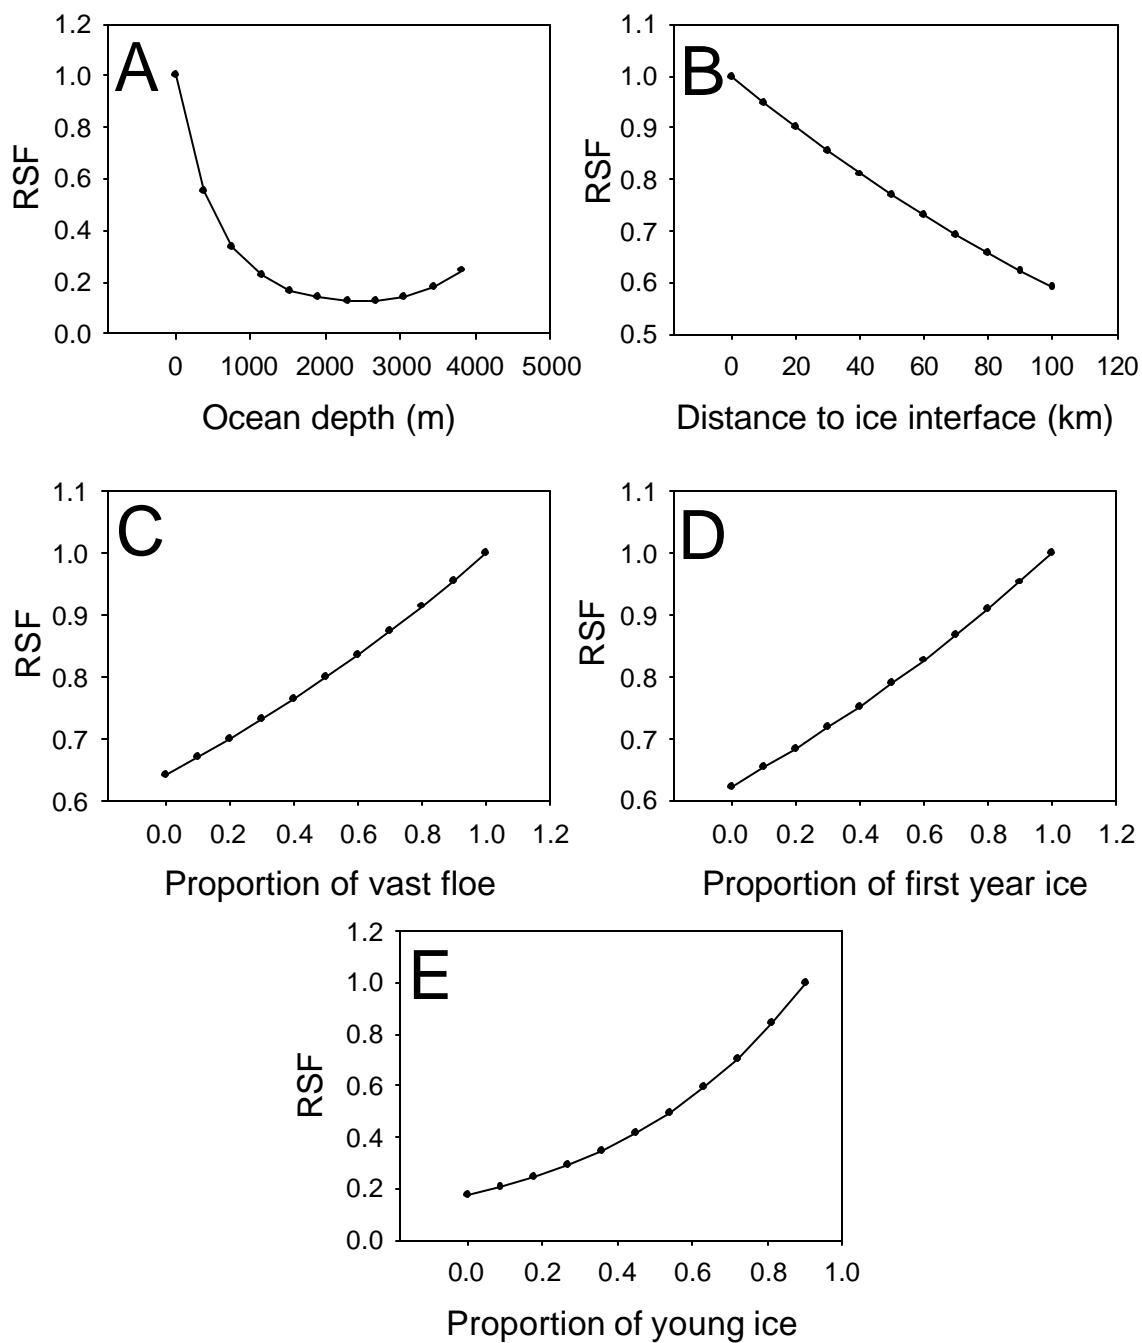 A
RSF
1.2
1.0
0.8
0.6
0.4
0.2
0.0
0 1000 2000 3000 4000 5000
Ocean depth (m)
B
RSF
1.1
1.0
0.9
0.8
0.7
0.6
0.5
0 20 40 60 80 100 120
Distance to ice interface (km)
C
RSF
1.1
1.0
0.9
0.8
0.7
0.6
0.0 0.2 0.4 0.6 0.8 1.0 1.2
Proportion of vast floe
D
RSF
1.1
1.0
0.9
0.8
0.7
0.6
0.0 0.2 0.4 0.6 0.8 1.0 1.2
Proportion of first year ice
E
RSF
1.2
1.0
0.8
0.6
0.4
0.2
0.0
0.0 0.2 0.4 0.6 0.8 1.0
Proportion of young ice